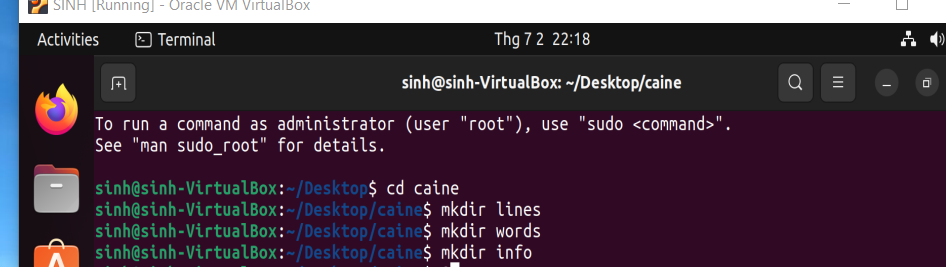 SINH [Running] - Oracle VM VirtualBox
Activities Terminal Thg 7 2 22:18
sinh@sinh-VirtualBox: ~/Desktop/caine
To run a command as administrator (user "root"), use "sudo <command>".
See "man sudo_root" for details.
sinh@sinh-VirtualBox:~/Desktop$ cd caine
sinh@sinh-VirtualBox:~/Desktop/caine$ mkdir lines
sinh@sinh-VirtualBox:~/Desktop/caine$ mkdir words
sinh@sinh-VirtualBox:~/Desktop/caine$ mkdir info